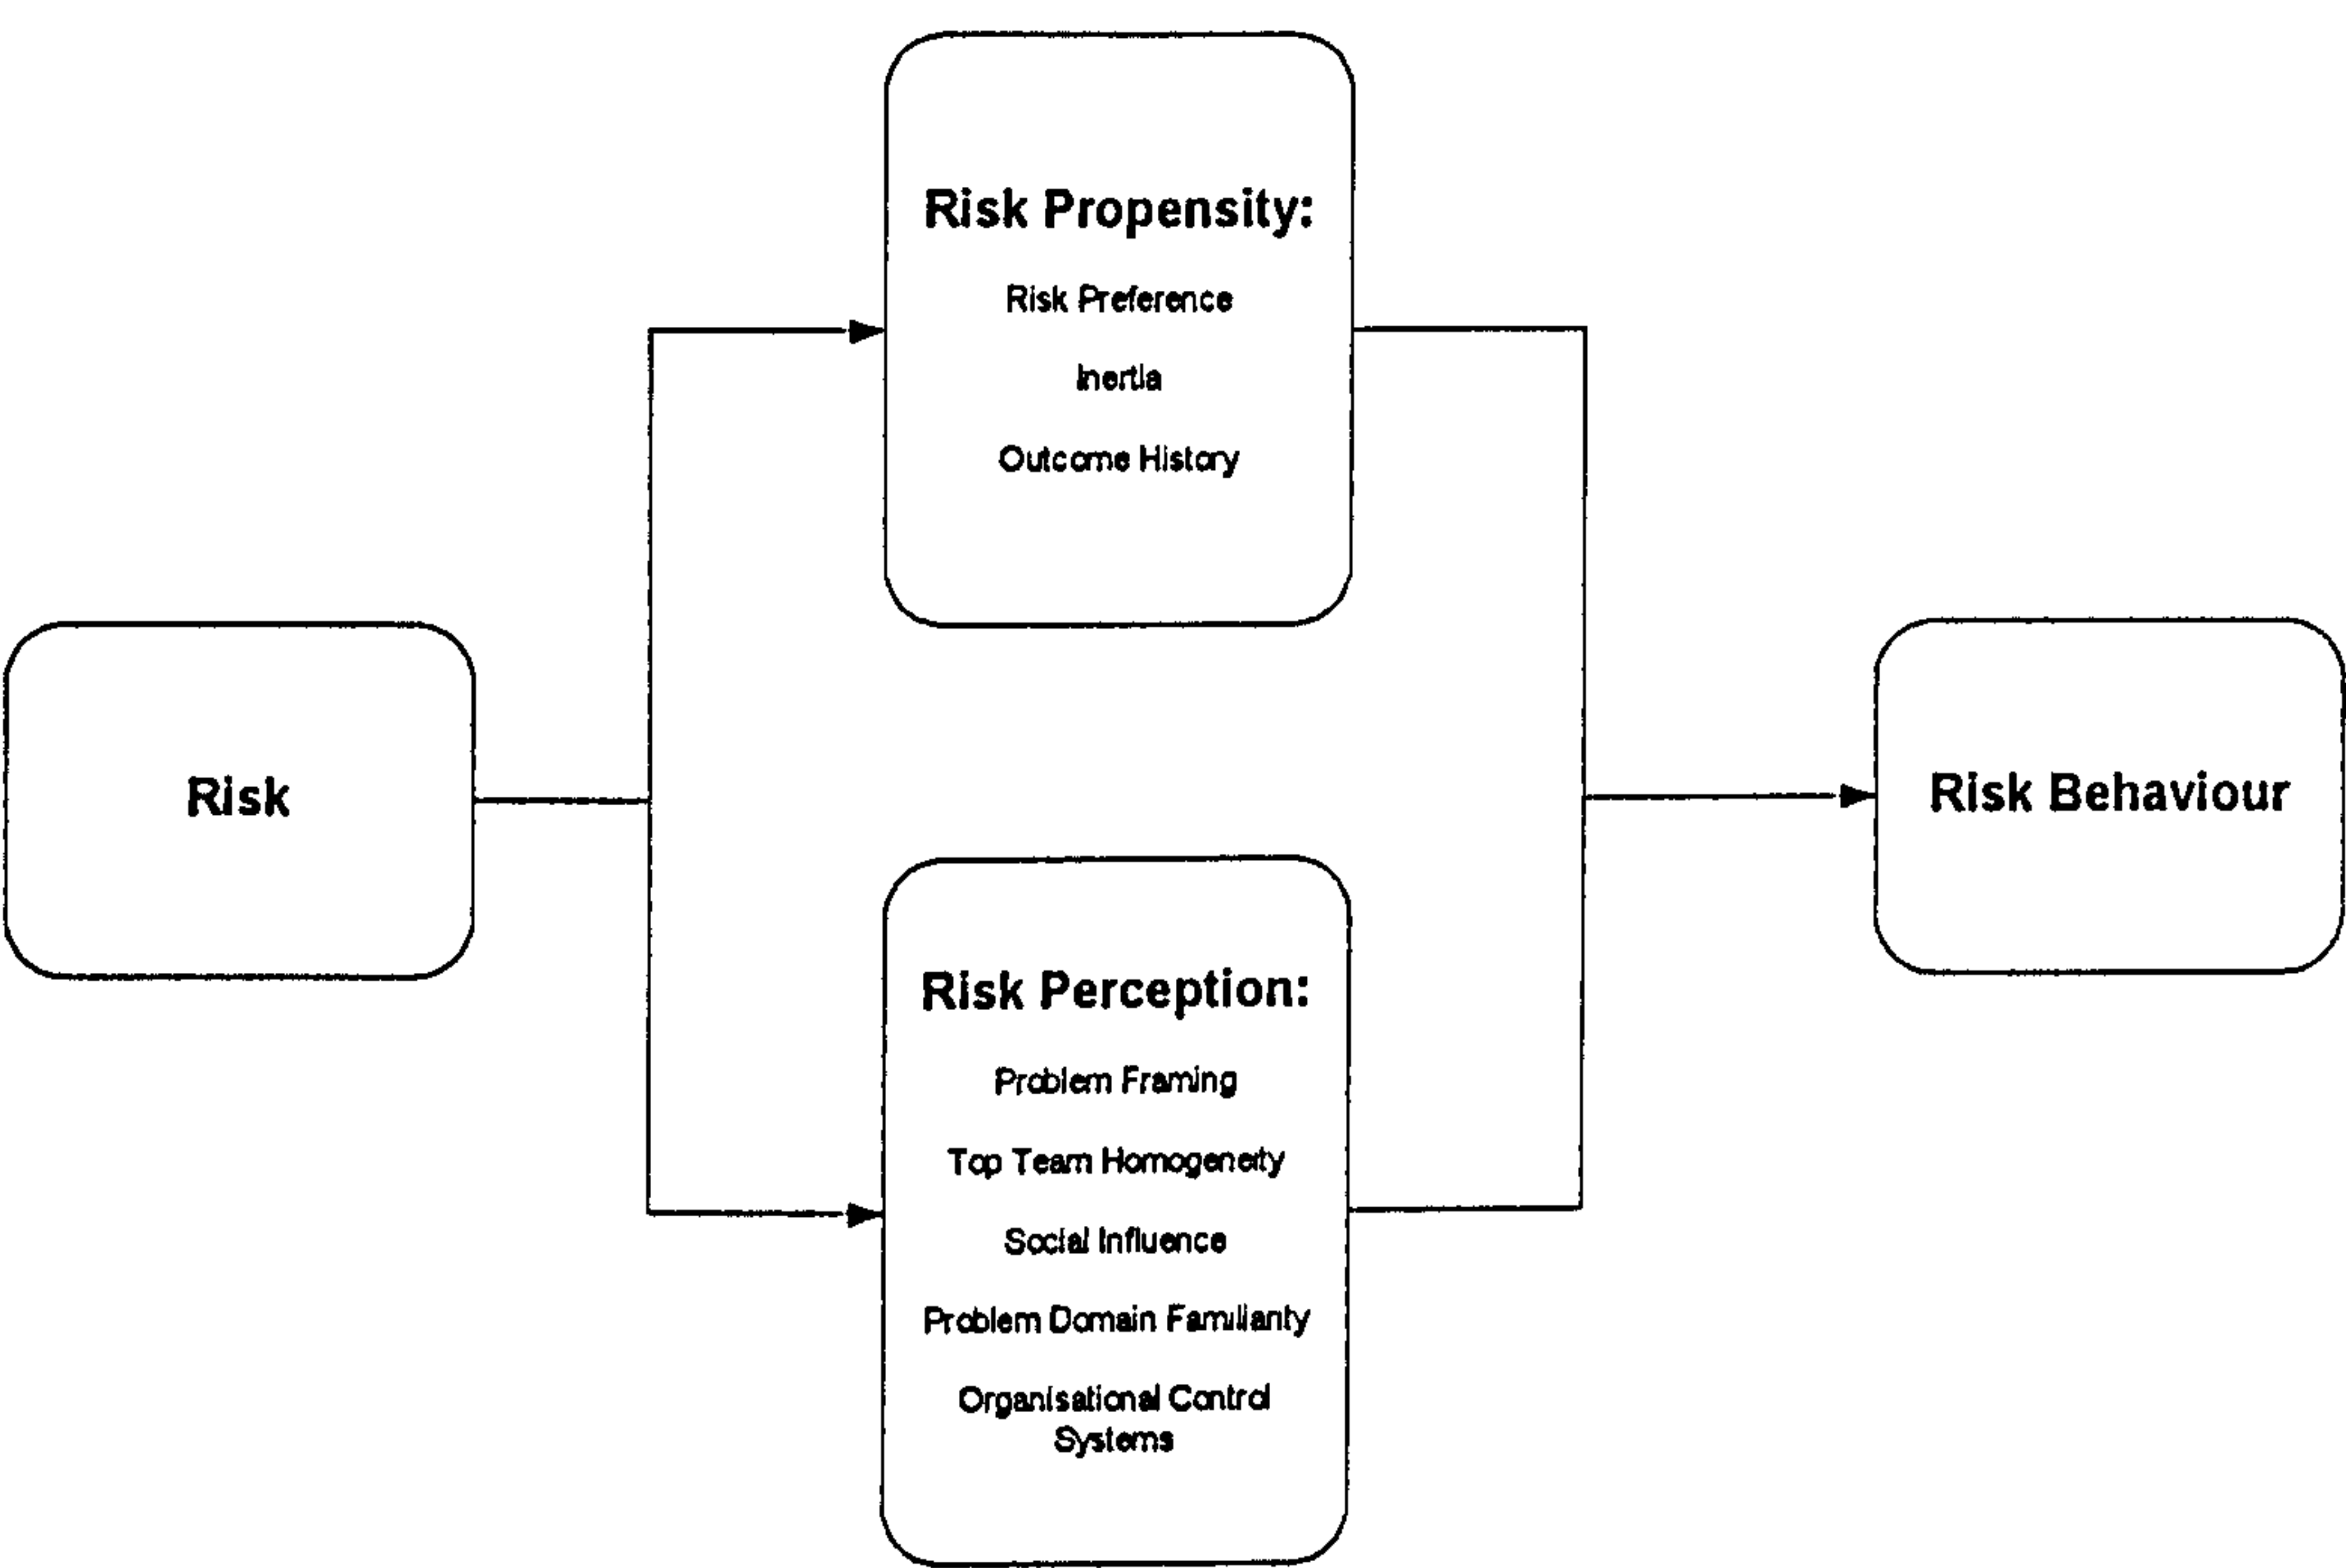 Risk Propensity:
Risk Preference
Inertia
Outcome History
Risk
Risk Behaviour
Risk Perception:
Problem Framing
Top Team Homogeneity
Social Influence
Problem Domain Familiarity
Organisational Control
Systems